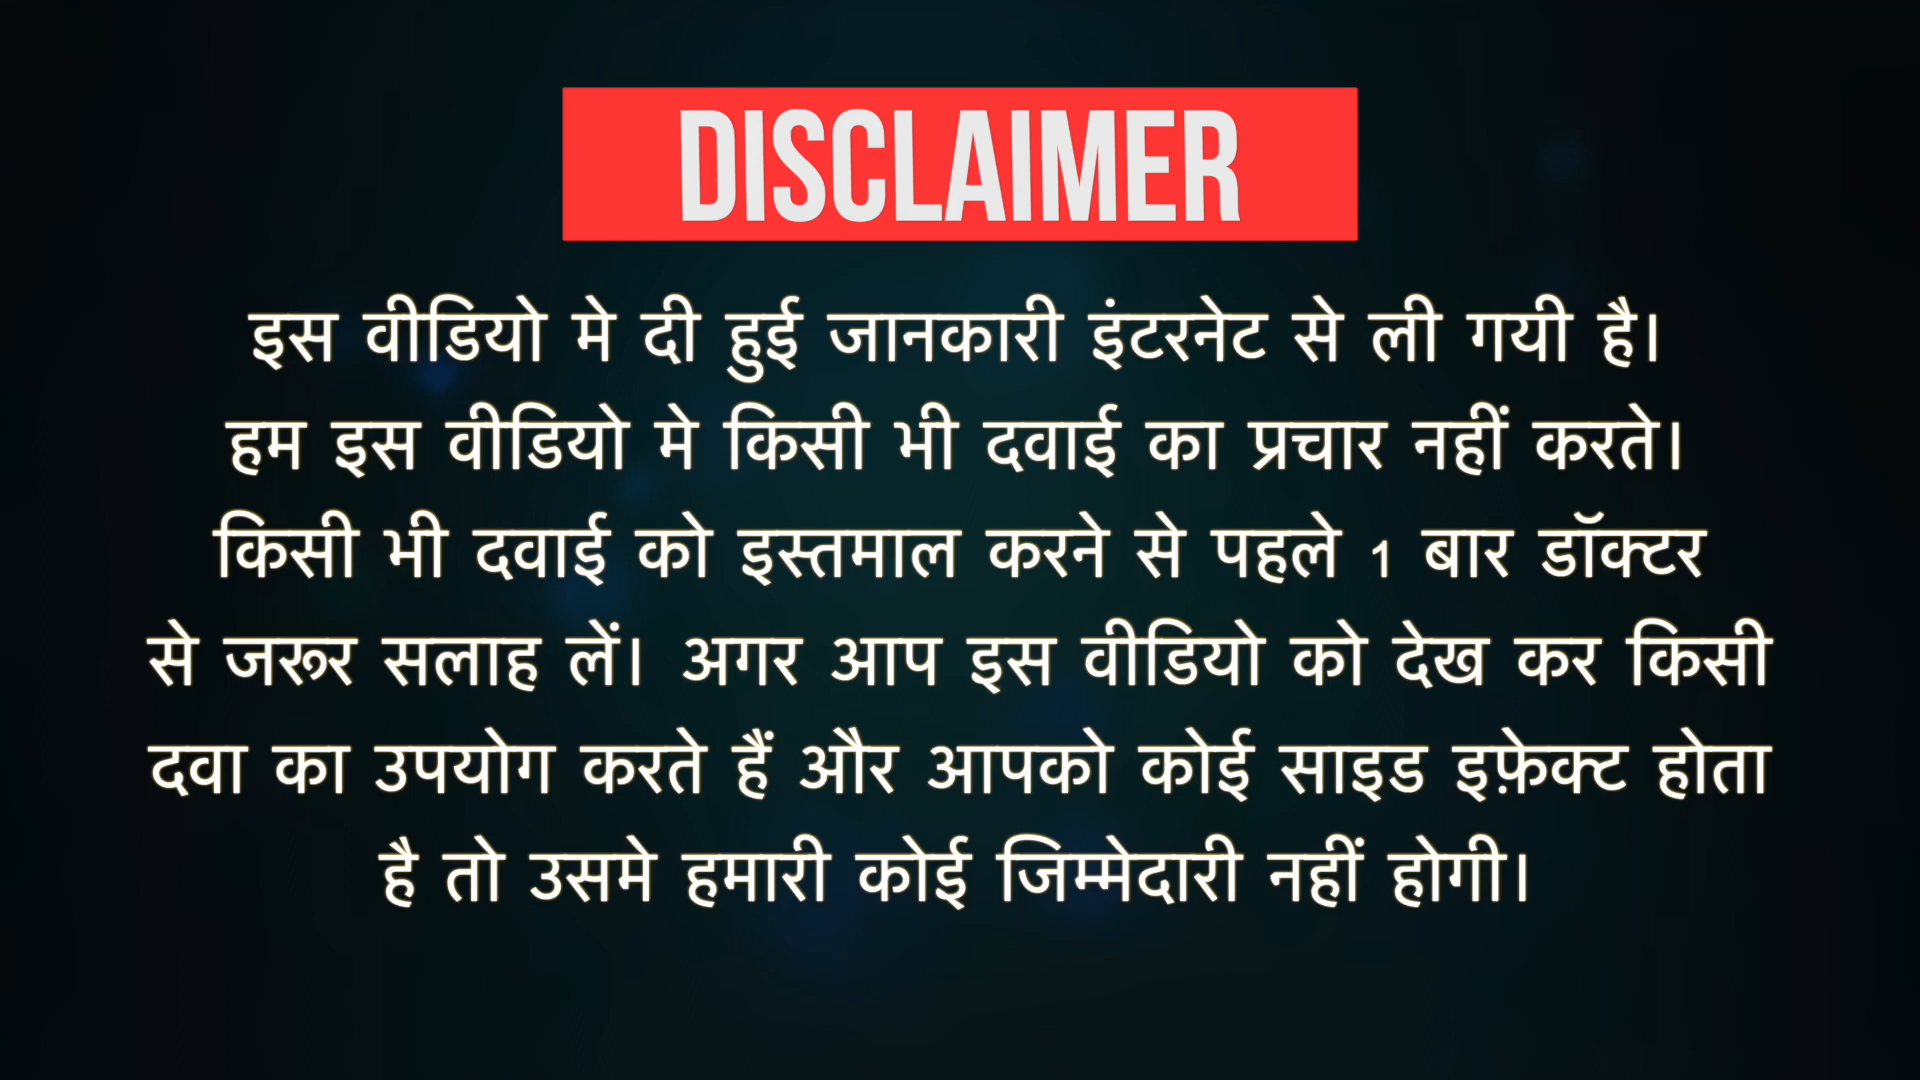 DISCLAIMER
इस वीडियो मे दी हुई जानकारी इंटरनेट से ली गयी है।
हम इस वीडियो मे किसी भी दवाई का प्रचार नहीं करते।
किसी भी दवाई को इस्तमाल करने से पहले 1 बार डॉक्टर
से जरूर सलाह लें। अगर आप इस वीडियो को देख कर किसी
दवा का उपयोग करते हैं और आपको कोई साइड इफ़ेक्ट होता
है तो उसमे हमारी कोई जिम्मेदारी नहीं होगी।